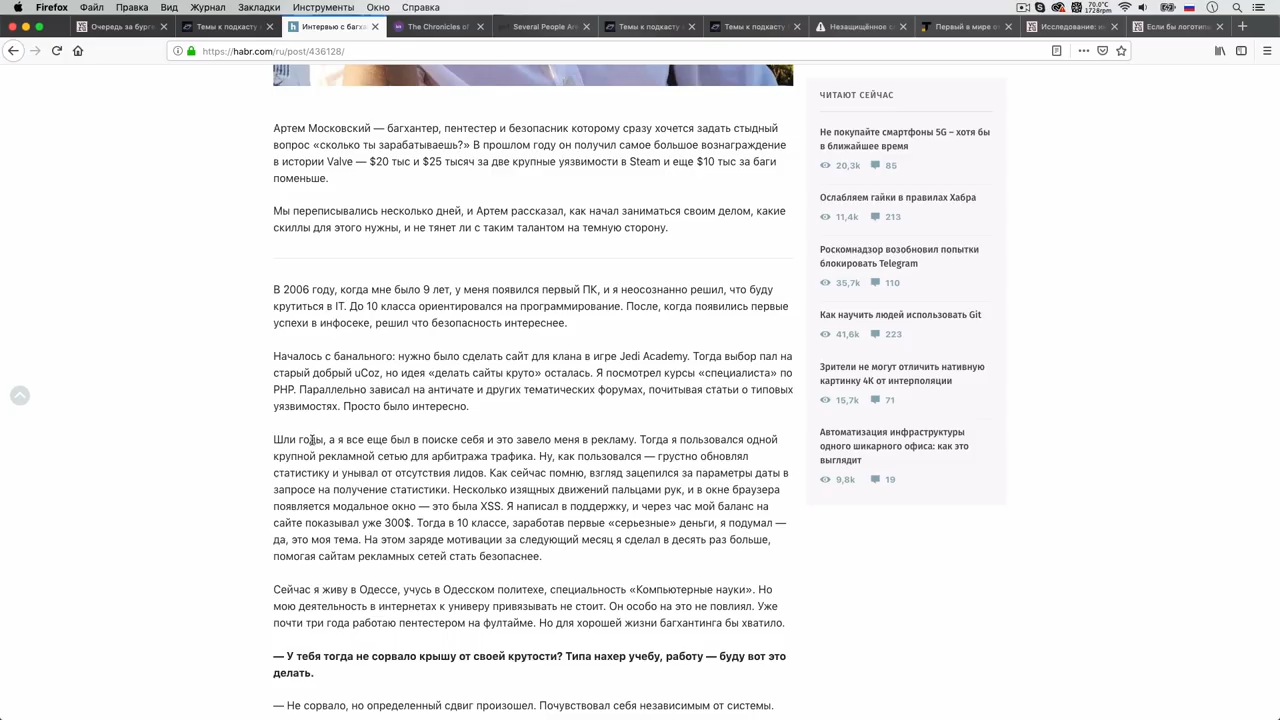 Firefox Файл Правка Вид Журнал Закладки Инструменты Окно Справка
70.0°C
1728rpm
Очередь за бурге
Темы к подкасту
Интервью с багха
The Chronicles of
Several People Are
Темы к подкасту
Темы к подкасту
Незащищённое с
Первый в мире от
Исследование: ин
Если бы логотипы
https://habr.com/ru/post/436128/
Артем Московский — багхантер, пентестер и безопасник которому сразу хочется задать стыдный
вопрос «сколько ты зарабатываешь?» В прошлом году он получил самое большое вознаграждение
в истории Valve — $20 тыс и $25 тысяч за две крупные уязвимости в Steam и еще $10 тыс за баги
поменьше.
Мы переписывались несколько дней, и Артем рассказал, как начал заниматься своим делом, какие
скиллы для этого нужны, и не тянет ли с таким талантом на темную сторону.
В 2006 году, когда мне было 9 лет, у меня появился первый ПК, и я неосознанно решил, что буду
крутиться в IT. До 10 класса ориентировался на программирование. После, когда появились первые
успехи в инфосеке, решил что безопасность интереснее.
Началось с банального: нужно было сделать сайт для клана в игре Jedi Academy. Тогда выбор пал на
старый добрый uCoz, но идея «делать сайты круто» осталась. Я посмотрел курсы «специалиста» по
PHP. Параллельно зависал на античате и других тематических форумах, почитывая статьи о типовых
уязвимостях. Просто было интересно.
Шли годы, а я все еще был в поиске себя и это завело меня в рекламу. Тогда я пользовался одной
крупной рекламной сетью для арбитража трафика. Ну, как пользовался — грустно обновлял
статистику и унывал от отсутствия лидов. Как сейчас помню, взгляд зацепился за параметры даты в
запросе на получение статистики. Несколько изящных движений пальцами рук, и в окне браузера
появляется модальное окно — это была XSS. Я написал в поддержку, и через час мой баланс на
сайте показывал уже 300$. Тогда в 10 классе, заработав первые «серьезные» деньги, я подумал —
да, это моя тема. На этом заряде мотивации за следующий месяц я сделал в десять раз больше,
помогая сайтам рекламных сетей стать безопаснее.
Сейчас я живу в Одессе, учусь в Одесском политехе, специальность «Компьютерные науки». Но
мою деятельность в интернетах к универу привязывать не стоит. Он особо на это не повлиял. Уже
почти три года работаю пентестером на фултайме. Но для хорошей жизни багхантинга бы хватило.
— У тебя тогда не сорвало крышу от своей крутости? Типа нахер учебу, работу — буду вот это
делать.
— Не сорвало, но определенный сдвиг произошел. Почувствовал себя независимым от системы.
ЧИТАЮТ СЕЙЧАС
Не покупайте смартфоны 5G – хотя бы
в ближайшее время
20,3k 85
Ослабляем гайки в правилах Хабра
11,4k 213
Роскомнадзор возобновил попытки
блокировать Telegram
35,7k 110
Как научить людей использовать Git
41,6k 223
Зрители не могут отличить нативную
картинку 4K от интерполяции
15,7k 71
Автоматизация инфраструктуры
одного шикарного офиса: как это
выглядит
9,8k 19